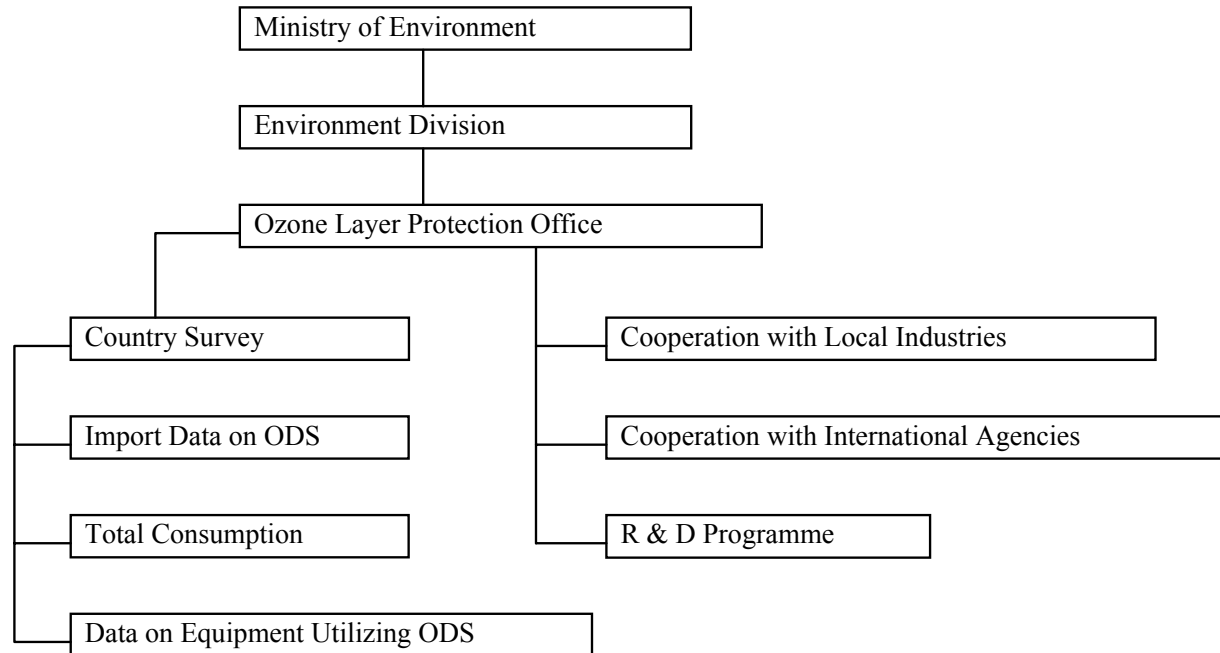 Ministry of Environment
Environment Division
Ozone Layer Protection Office
Country Survey
Cooperation with Local Industries
Import Data on ODS
Cooperation with International Agencies
Total Consumption
R & D Programme
Data on Equipment Utilizing ODS